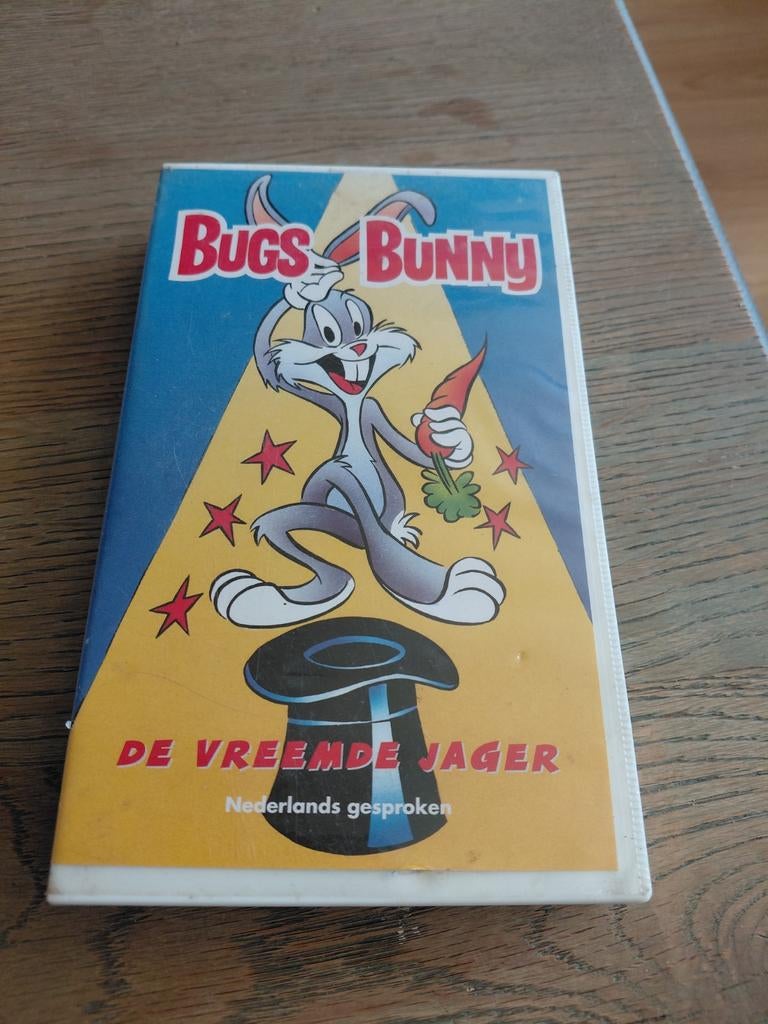 BUGS BUNNY
DE VREEMDE JAGER
Nederlands gesproken